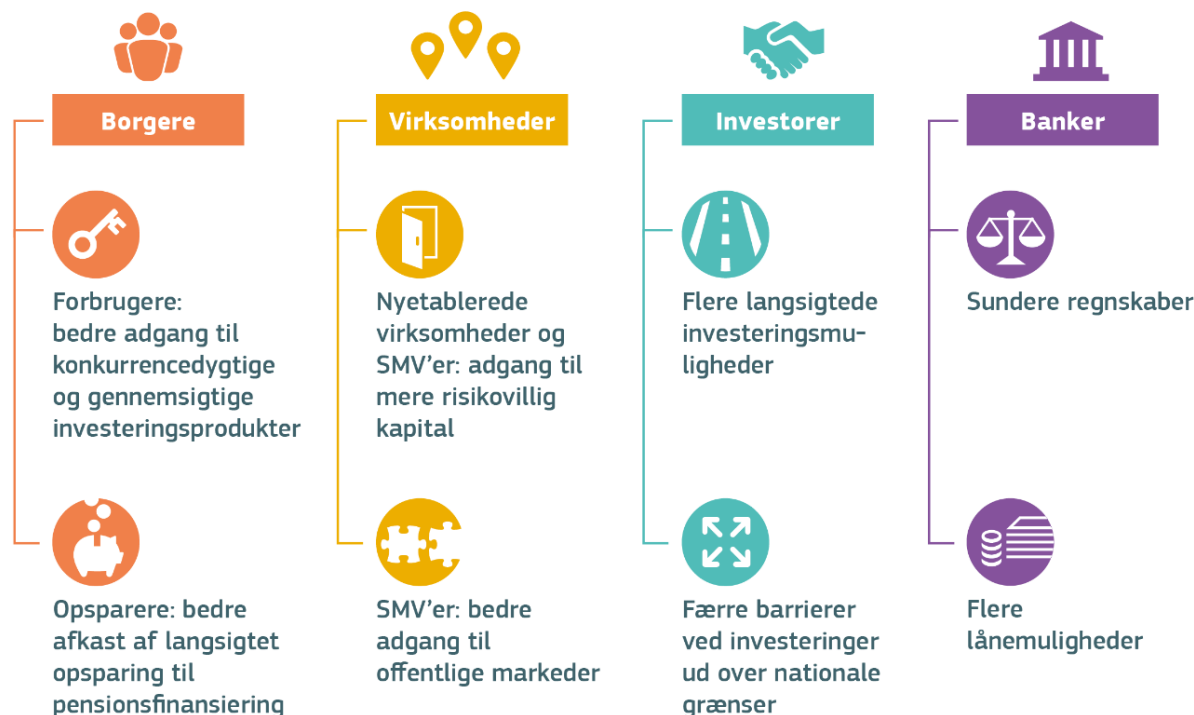 Borgere
Forbrugere:
bedre adgang til
konkurrencedygtige
og gennemsigtige
investeringsprodukter
Opsparere: bedre
afkast af langsigtet
opsparing til
pensionsfinansiering
Virksomheder
Nyetablerede
virksomheder og
SMV’er: adgang til
mere risikovillig
kapital
SMV’er: bedre
adgang til
offentlige markeder
Investorer
Flere langsigtede
investeringsmu-
ligheder
Færre barrierer
ved investeringer
ud over nationale
grænser
Banker
Sundere regnskaber
Flere
lånemuligheder